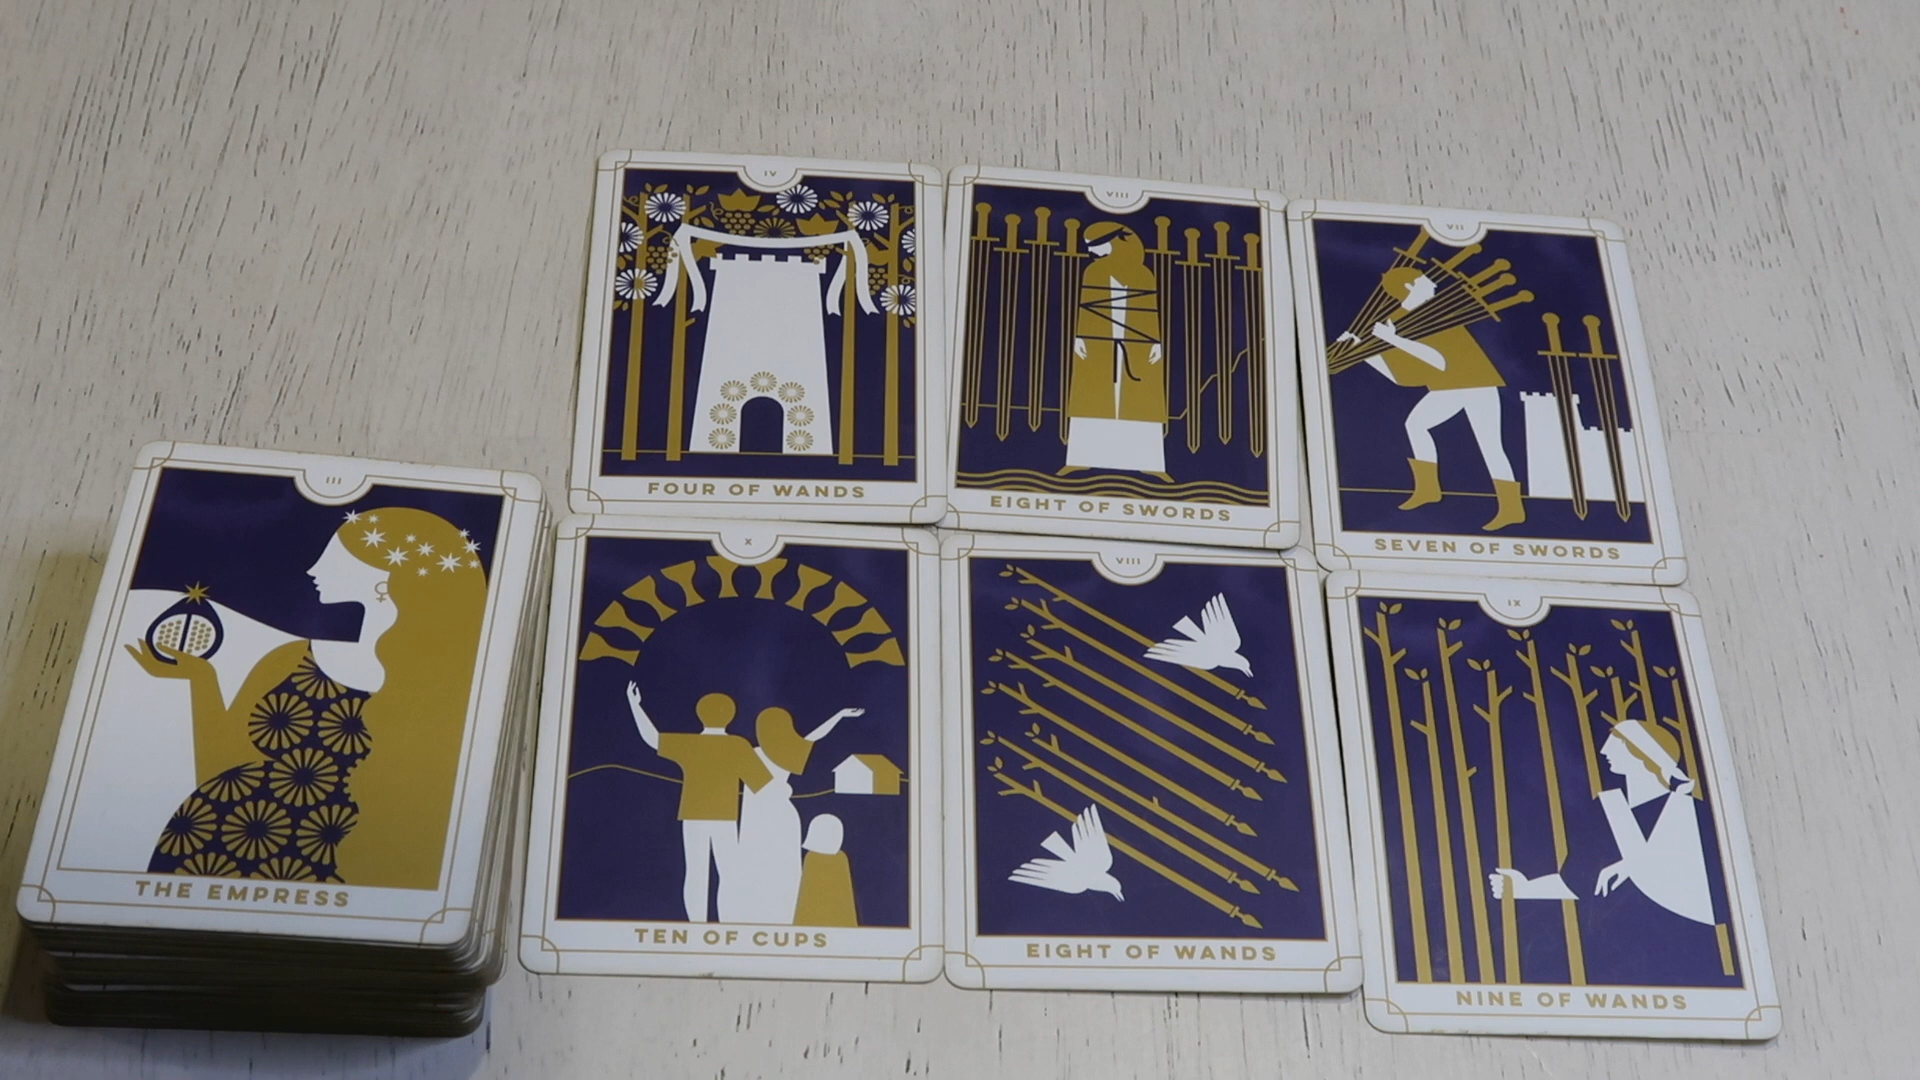 IV
FOUR OF WANDS
VIII
EIGHT OF SWORDS
VII
SEVEN OF SWORDS
III
THE EMPRESS
X
TEN OF CUPS
VIII
EIGHT OF WANDS
IX
NINE OF WANDS